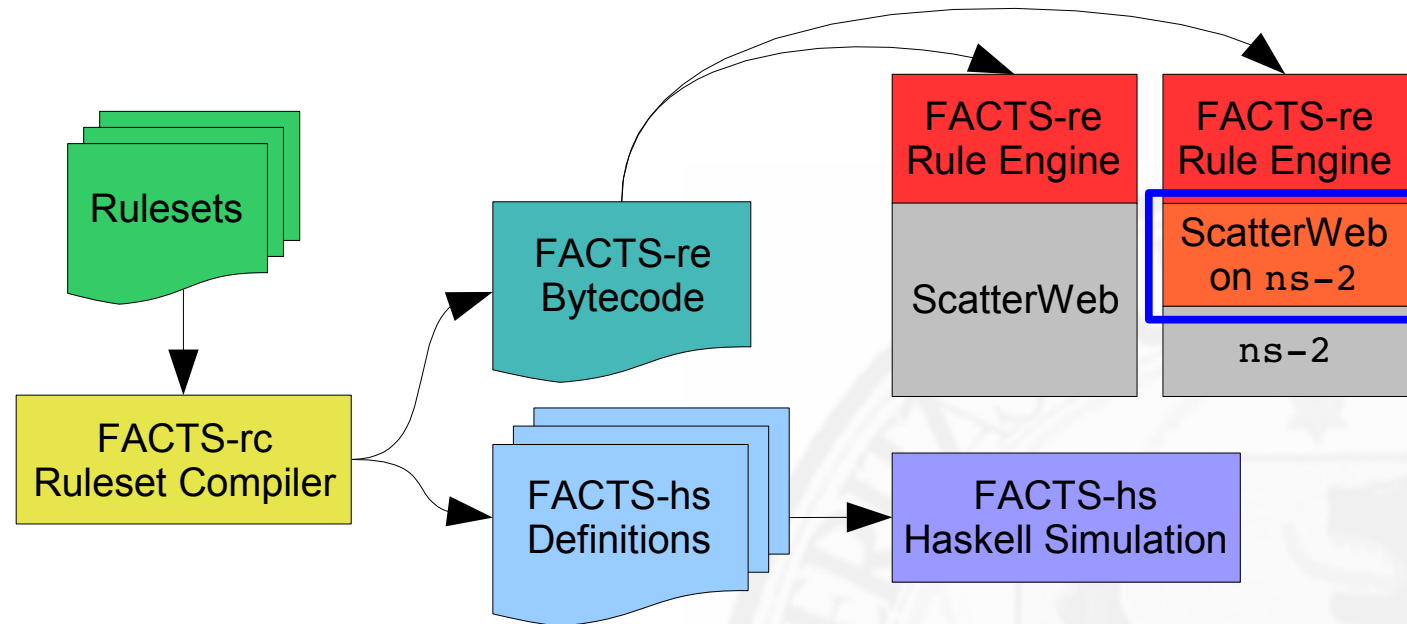 Rulesets
FACTS-rc
Ruleset Compiler
FACTS-re
Bytecode
FACTS-hs
Definitions
FACTS-re
Rule Engine
ScatterWeb
FACTS-re
Rule Engine
ScatterWeb
on ns-2
ns-2
FACTS-hs
Haskell Simulation